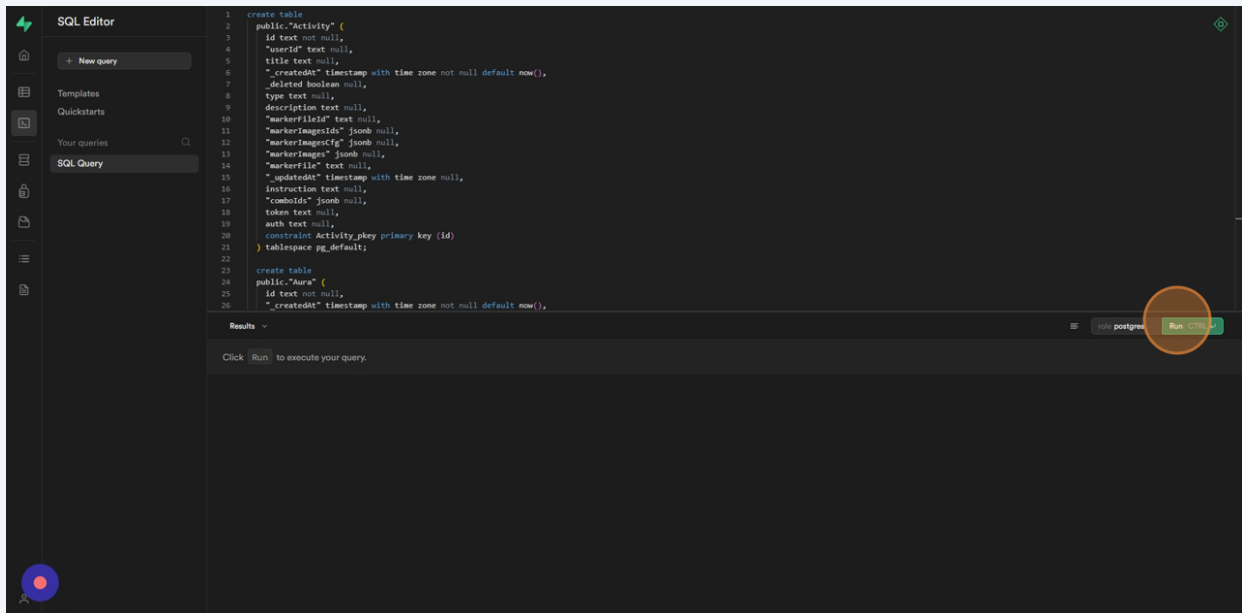 SQL Editor
+ New query
Templates
Quickstarts
Your queries
SQL Query
1 create table
2 public."Activity" (
3 id text not null,
4 "userId" text null,
5 title text null,
6 "_createdAt" timestamp with time zone not null default now(),
7 _deleted boolean null,
8 type text null,
9 description text null,
10 "markerFileId" text null,
11 "markerImagesIds" jsonb null,
12 "markerImagesCfg" jsonb null,
13 "markerImages" jsonb null,
14 "markerFile" text null,
15 "_updatedAt" timestamp with time zone null,
16 instruction text null,
17 "comboIds" jsonb null,
18 token text null,
19 auth text null,
20 constraint Activity_pkey primary key (id)
21 ) tablespace pg_default;
22
23 create table
24 public."Aura" (
25 id text not null,
26 "_createdAt" timestamp with time zone not null default now(),
Results
role postgres
Run CTRL
Click Run to execute your query.